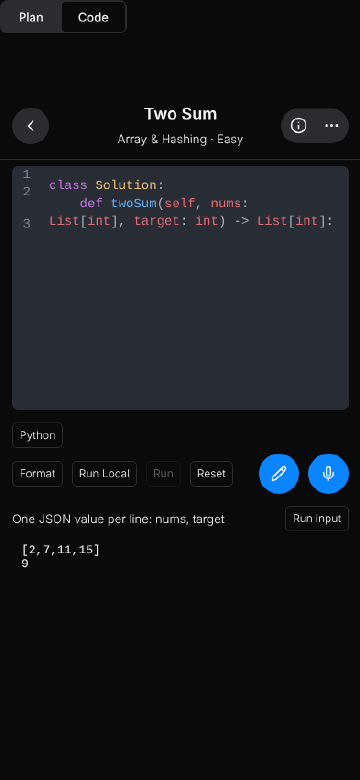 Plan Code
Two Sum
Array & Hashing · Easy
1
2 class Solution:
def twoSum(self, nums:
3 List[int], target: int) -> List[int]:
Python
Format Run Local Run Reset
One JSON value per line: nums, target Run input
[2,7,11,15]
9